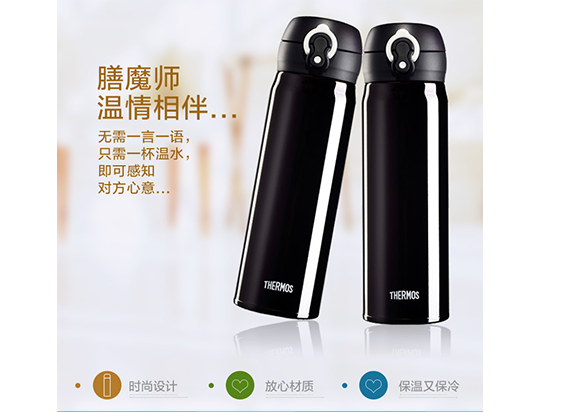 膳魔师
温情相伴...
无需一言一语，
只需一杯温水，
即可感知
对方心意...
THERMOS
THERMOS
时尚设计
放心材质
保温又保冷